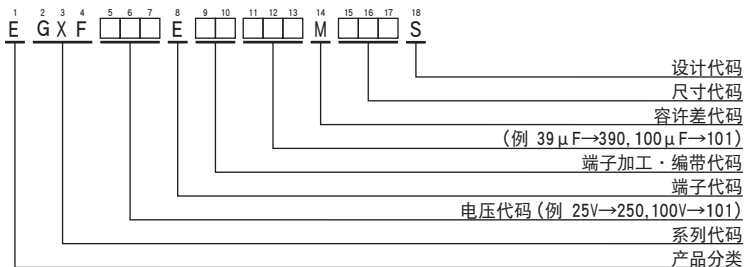 1 2 3 4 5 6 7 8 9 10 11 12 13 14 15 16 17 18
E GXF □□□ E □□ □□□ M □□□ S
设计代码
尺寸代码
容许差代码
(例 39μF→390,100μF→101)
端子加工・编带代码
端子代码
电压代码(例 25V→250,100V→101)
系列代码
产品分类